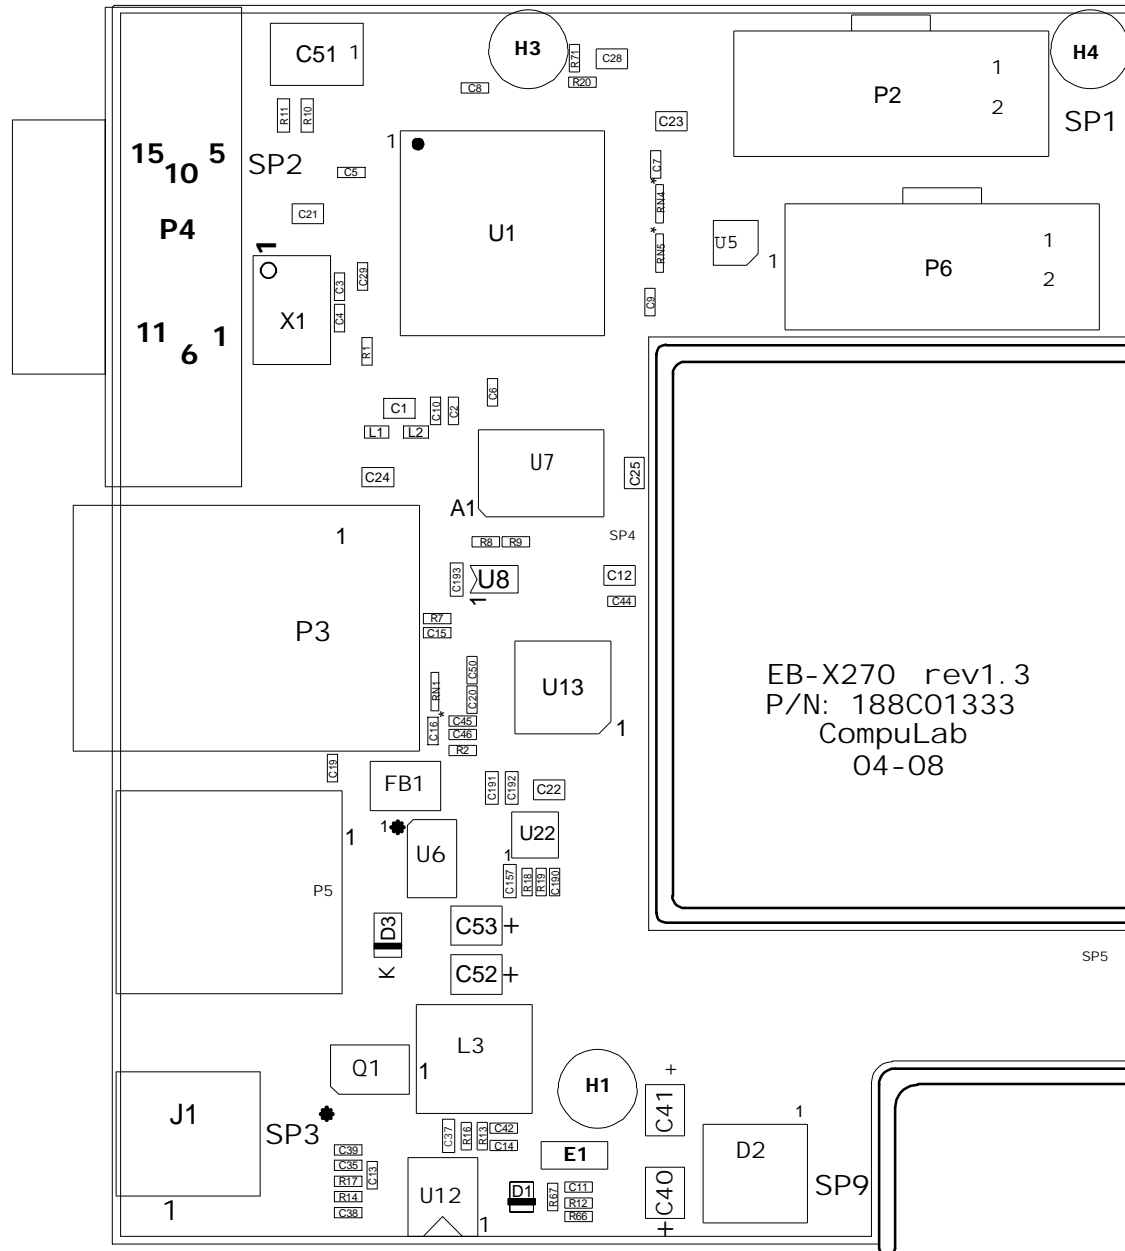 C51 1
H3
R71
C28
H4
1
P2
2
SP1
C8
R20
R11
R10
C23
1
15
10
5
SP2
C5
C7
*
RN4
C21
P4
U1
*
RN5
U5
1
1
P6
2
1
C3
C29
X1
C4
C9
11
6
1
R1
C6
C1
C10
C2
L1
L2
U7
C24
C25
A1
1
R8
R9
SP4
C193
U8
1
C12
C44
R7
C15
P3
C50
U13
RN1
C20
*
C16
C45
C46
R2
1
EB-X270 rev1.3
P/N: 188C01333
CompuLab
04-08
C19
FB1
C191
C192
C22
1
1
U6
U22
1
P5
C157
R18
R19
C190
D3
K
C53 +
C52 +
SP5
L3
Q1
1
H1
+
C41
J1
SP3
1
C37
R16
R13
C42
C14
E1
D2
C39
C35
R17
R14
C38
C13
U12
1
D1
R67
C11
R12
R66
C40
+
SP9
1